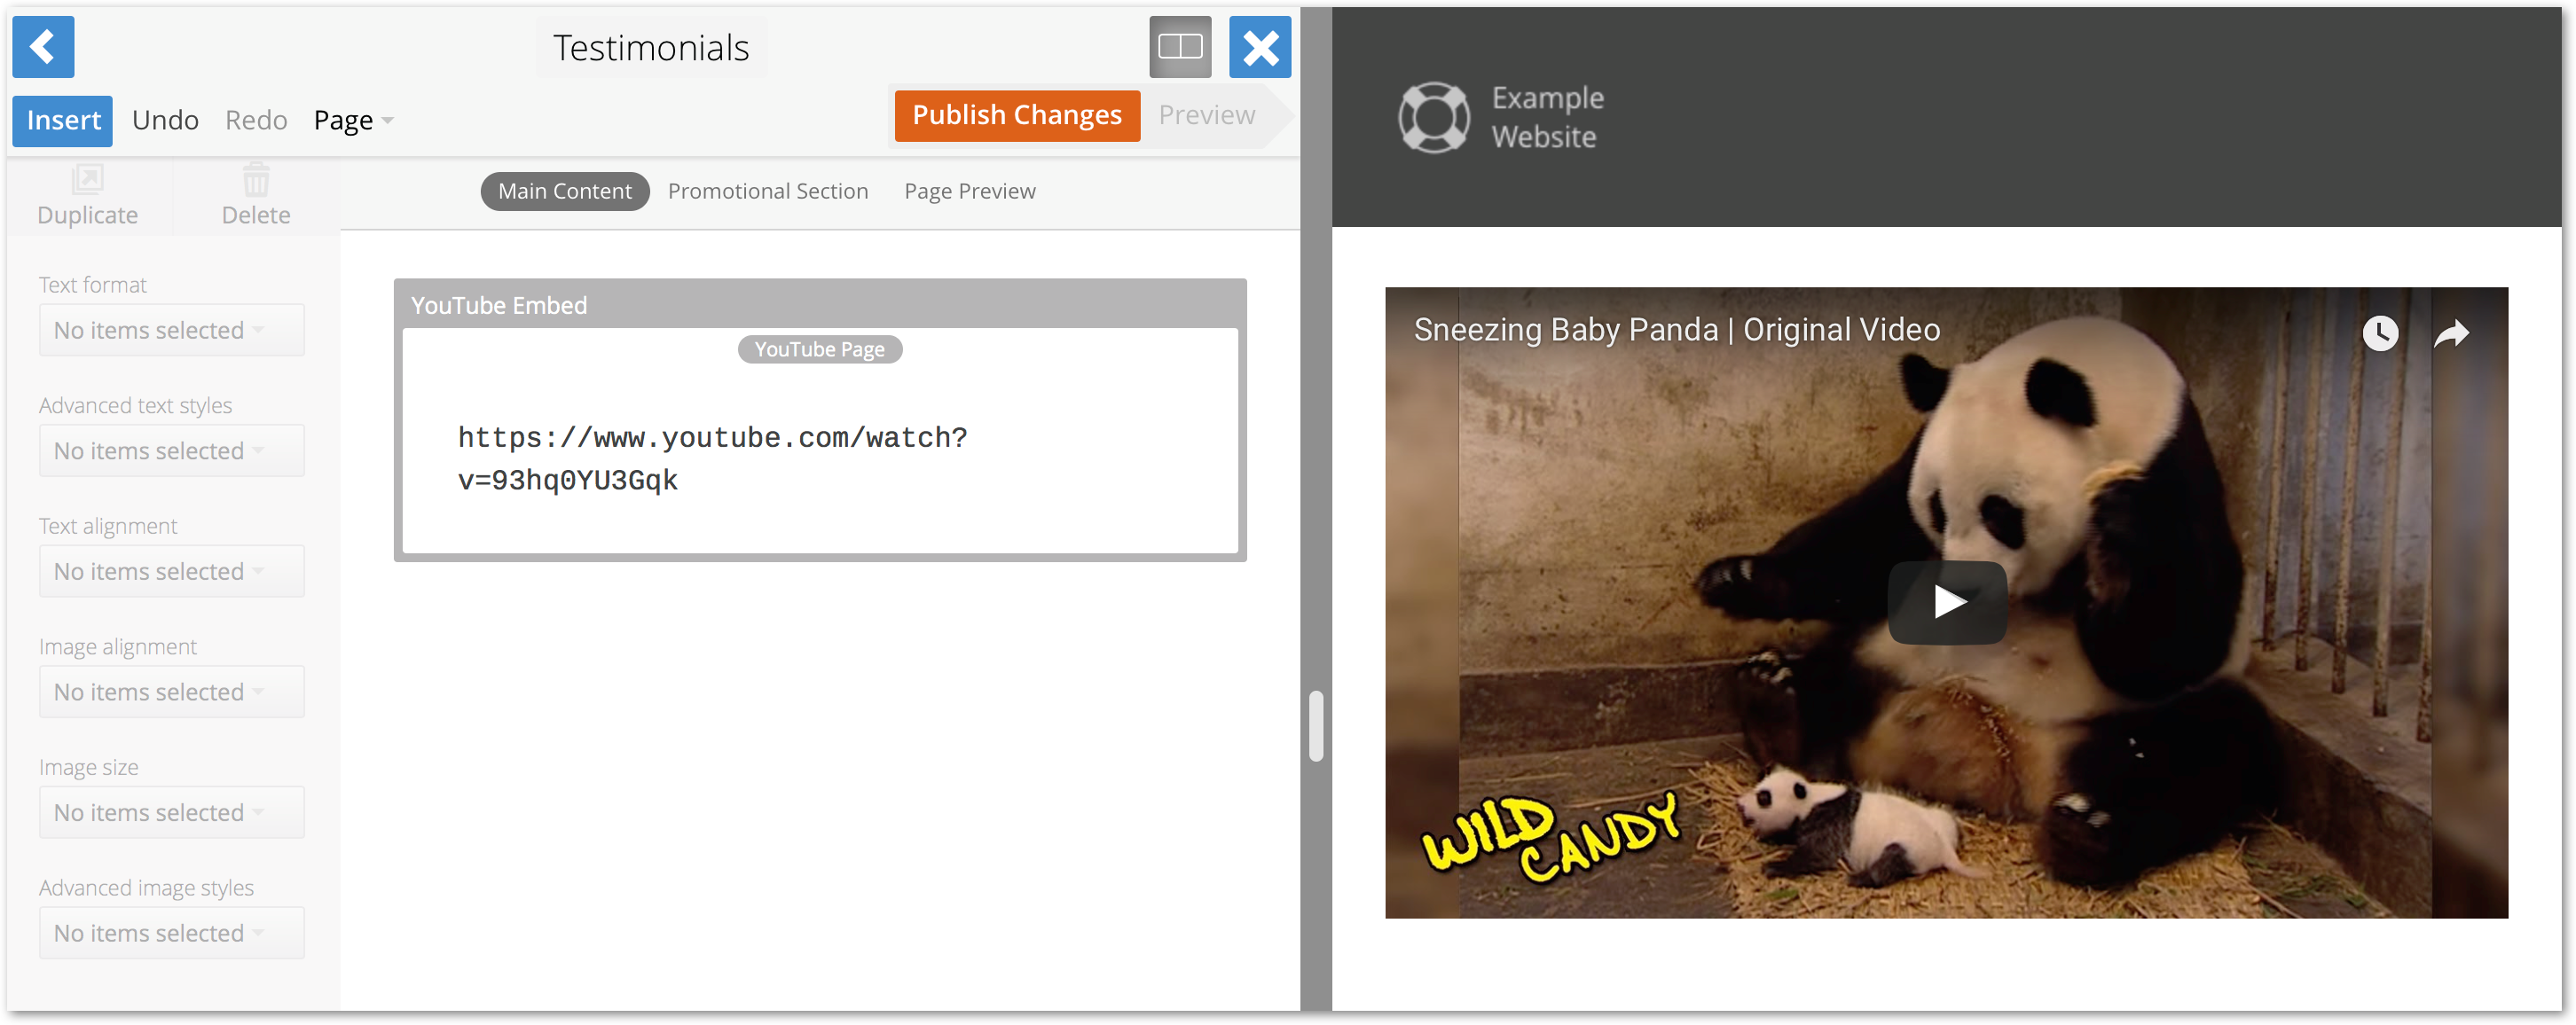 Testimonials
Insert
Undo
Redo
Page
Publish Changes
Preview
Duplicate
Delete
Main Content
Promotional Section
Page Preview
Text format
No items selected
Advanced text styles
No items selected
Text alignment
No items selected
Image alignment
No items selected
Image size
No items selected
Advanced image styles
No items selected
YouTube Embed
YouTube Page
https://www.youtube.com/watch?
v=93hq0YU3Gqk
Example
Website
Sneezing Baby Panda | Original Video
WILD
CANDY